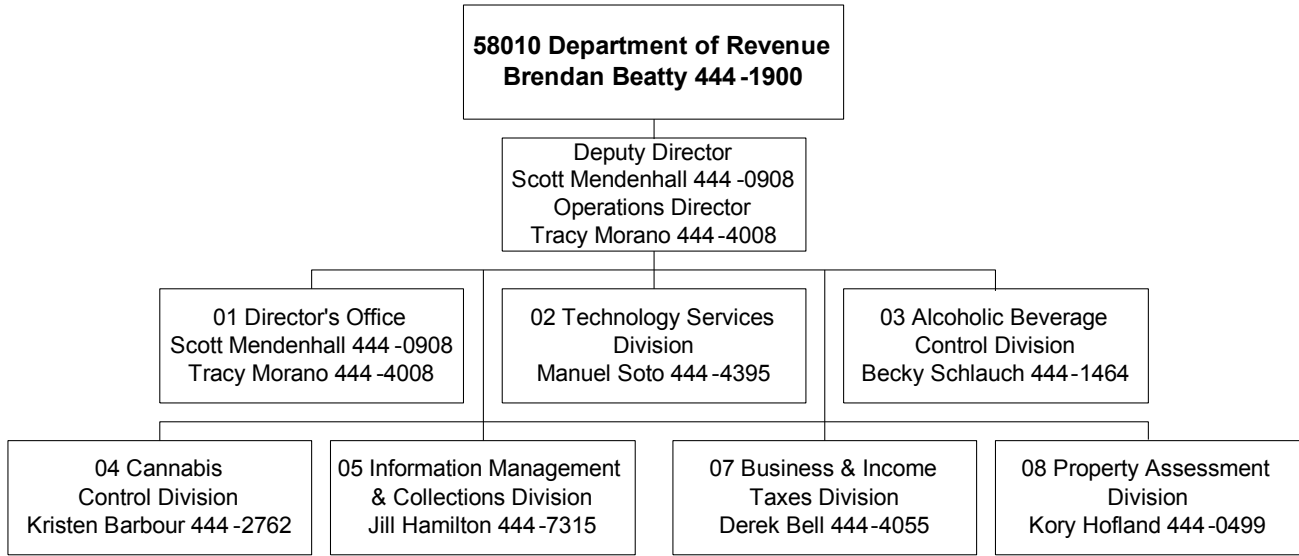 58010 Department of Revenue
Brendan Beatty 444-1900
Deputy Director
Scott Mendenhall 444-0908
Operations Director
Tracy Morano 444-4008
01 Director's Office
Scott Mendenhall 444-0908
Tracy Morano 444-4008
02 Technology Services
Division
Manuel Soto 444-4395
03 Alcoholic Beverage
Control Division
Becky Schlauch 444-1464
04 Cannabis
Control Division
Kristen Barbour 444-2762
05 Information Management
& Collections Division
Jill Hamilton 444-7315
07 Business & Income
Taxes Division
Derek Bell 444-4055
08 Property Assessment
Division
Kory Hofland 444-0499